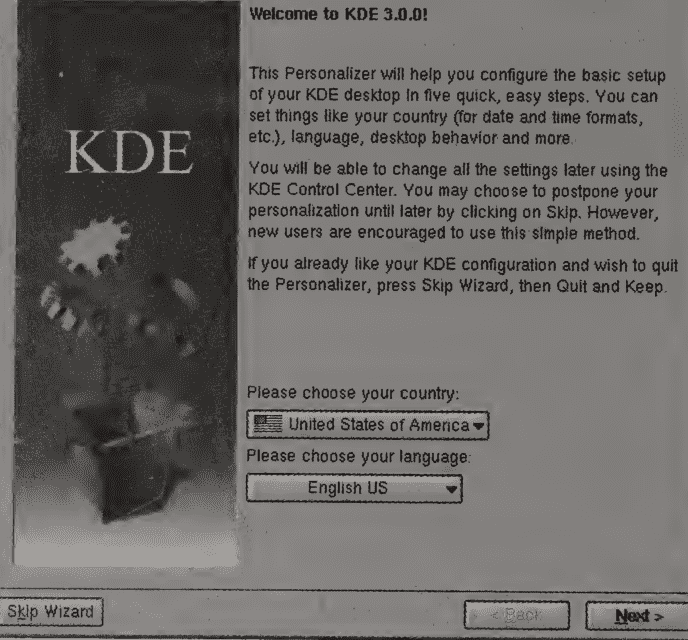 Welcome to KDE 3.0.0!
This Personalizer will help you configure the basic setup
of your KDE desktop in five quick, easy steps. You can
set things like your country (for date and time formats,
etc.), language, desktop behavior and more.
KDE
You will be able to change all the settings later using the
KDE Control Center. You may choose to postpone your
personalization until later by clicking on Skip. However,
new users are encouraged to use this simple method.
If you already like your KDE configuration and wish to quit
the Personalizer, press Skip Wizard, then Quit and Keep.
Please choose your country:
United States of America
Please choose your language:
English US
Skip Wizard
< Back
Next >